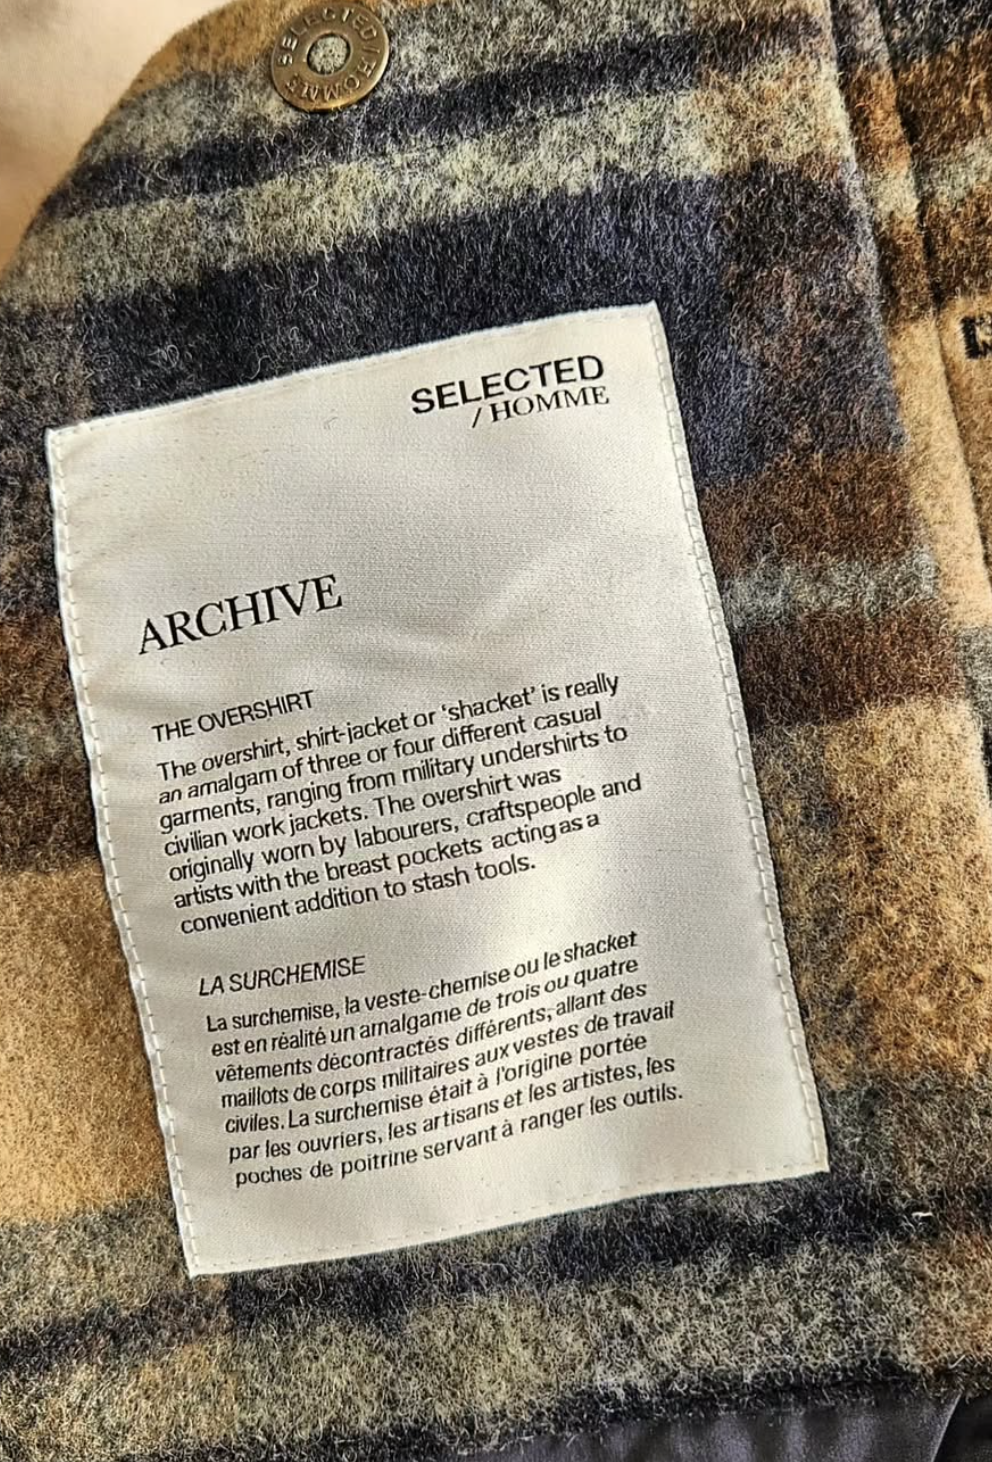 SELECTED / HOMME
SELECTED
/ HOMME
ARCHIVE
THE OVERSHIRT
The overshirt, shirt-jacket or ‘shacket’ is really
an amalgam of three or four different casual
garments, ranging from military undershirts to
civilian work jackets. The overshirt was
originally worn by labourers, craftspeople and
artists with the breast pockets acting as a
convenient addition to stash tools.
LA SURCHEMISE
La surchemise, la veste-chemise ou le shacket
est en réalité un amalgame de trois ou quatre
vêtements décontractés différents, allant des
maillots de corps militaires aux vestes de travail
civiles. La surchemise était à l’origine portée
par les ouvriers, les artisans et les artistes, les
poches de poitrine servant à ranger les outils.